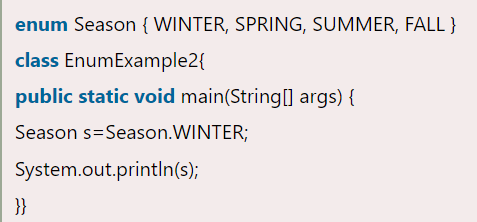 enum Season { WINTER, SPRING, SUMMER, FALL }
class EnumExample2{
public static void main(String[] args) {
Season s=Season.WINTER;
System.out.println(s);
}}